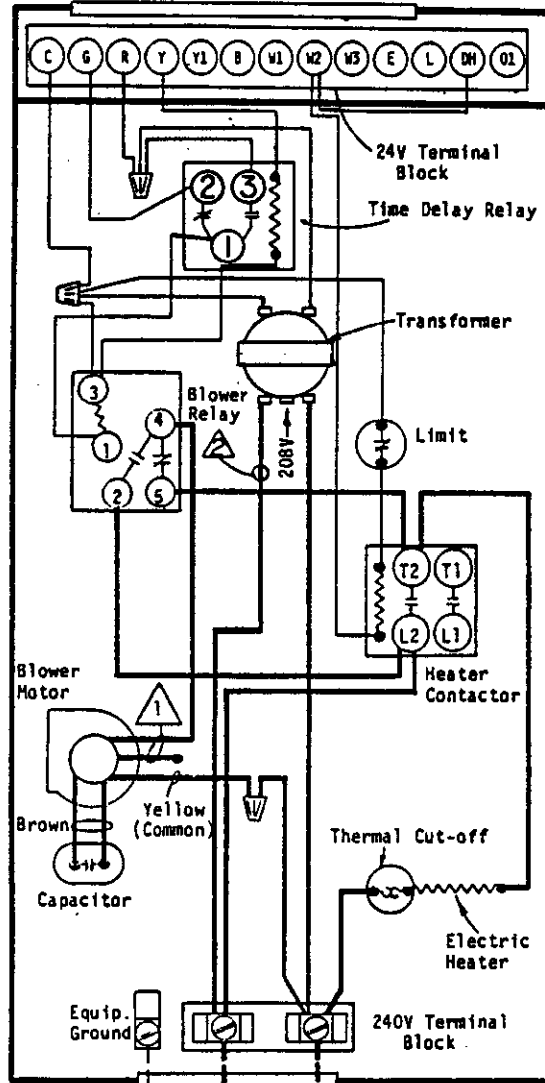 C G R Y Y1 B W1 W2 W3 E L DH O1
24V Terminal
Block
2 3
Time Delay Relay
1
Transformer
3
Blower
Relay
4
2
208V
Limit
1
2 5
T2 T1
L2 L1
Heater
Contactor
Blower
Motor
1
Yellow
(Common)
Brown
Thermal Cut-off
Capacitor
Electric
Heater
Equip.
Ground
240V Terminal
Block